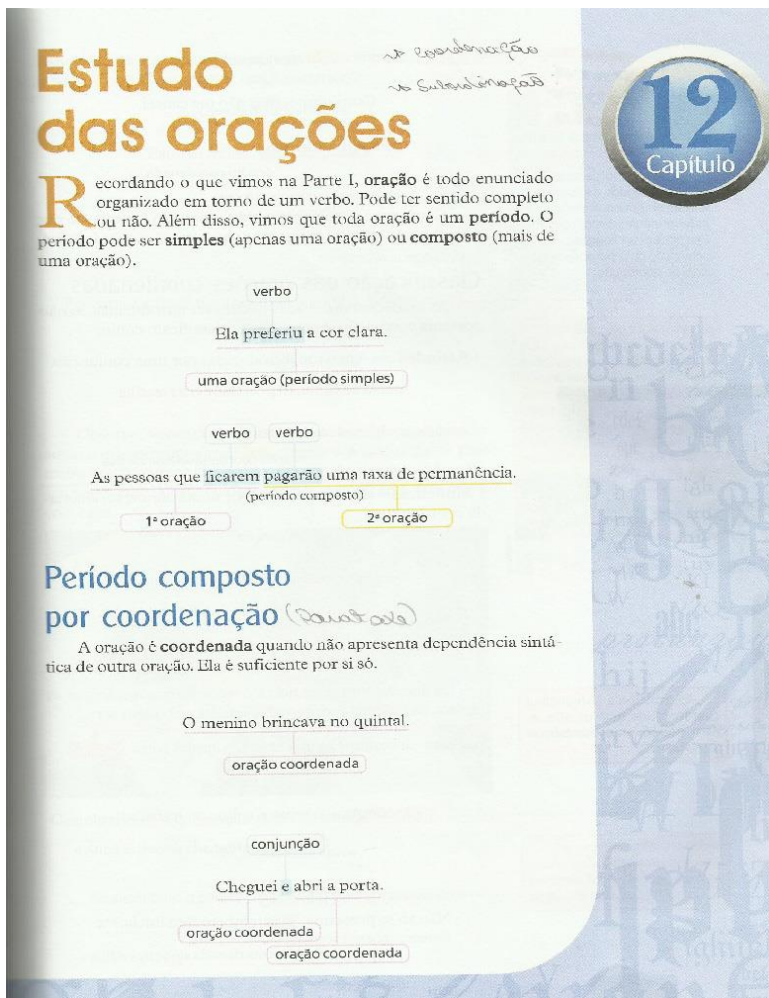 Estudo
das orações
→ Coordenação
→ Subordinação
12
Capítulo
Recordando o que vimos na Parte I, oração é todo enunciado
organizado em torno de um verbo. Pode ter sentido completo
ou não. Além disso, vimos que toda oração é um período. O
período pode ser simples (apenas uma oração) ou composto (mais de
uma oração).
verbo
Ela preferiu a cor clara.
uma oração (período simples)
verbo verbo
As pessoas que ficarem pagarão uma taxa de permanência.
(período composto)
1ª oração 2ª oração
Período composto
por coordenação (Parataxe)
A oração é coordenada quando não apresenta dependência sintá-
tica de outra oração. Ela é suficiente por si só.
O menino brincava no quintal.
oração coordenada
conjunção
Cheguei e abri a porta.
oração coordenada
oração coordenada